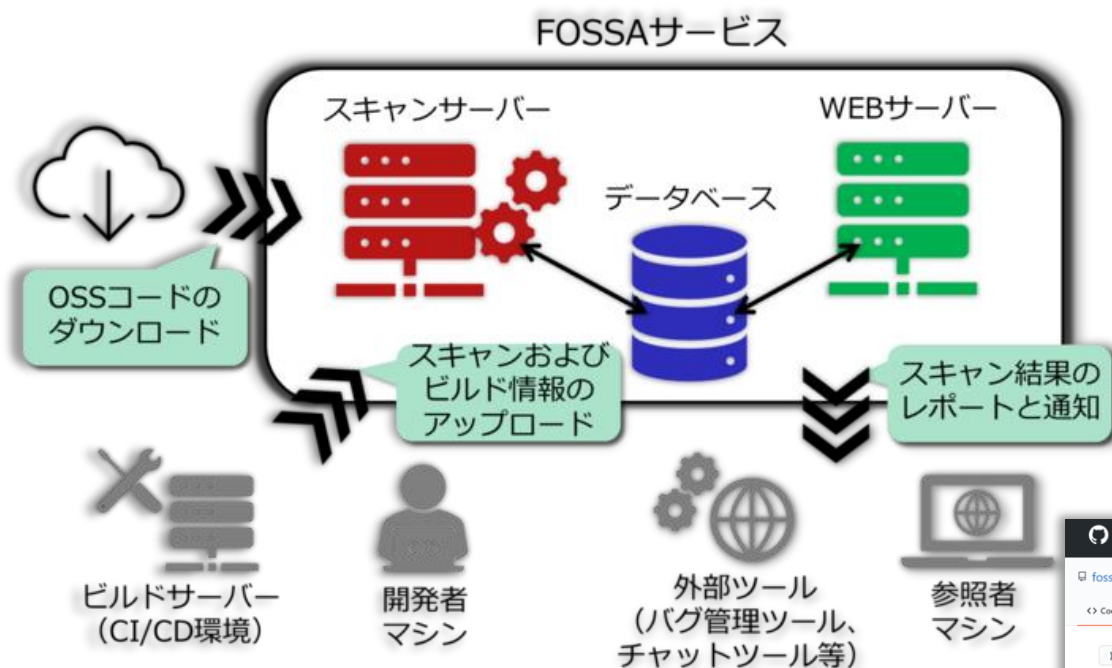 FOSSAサービス
スキャンサーバー
WEBサーバー
データベース
OSSコードの
ダウンロード
スキャンおよび
ビルド情報の
アップロード
スキャン結果の
レポートと通知
ビルドサーバー
（CI/CD環境）
開発者
マシン
外部ツール
（バグ管理ツール、
チャットツール等）
参照者
マシン
foss
<> Co